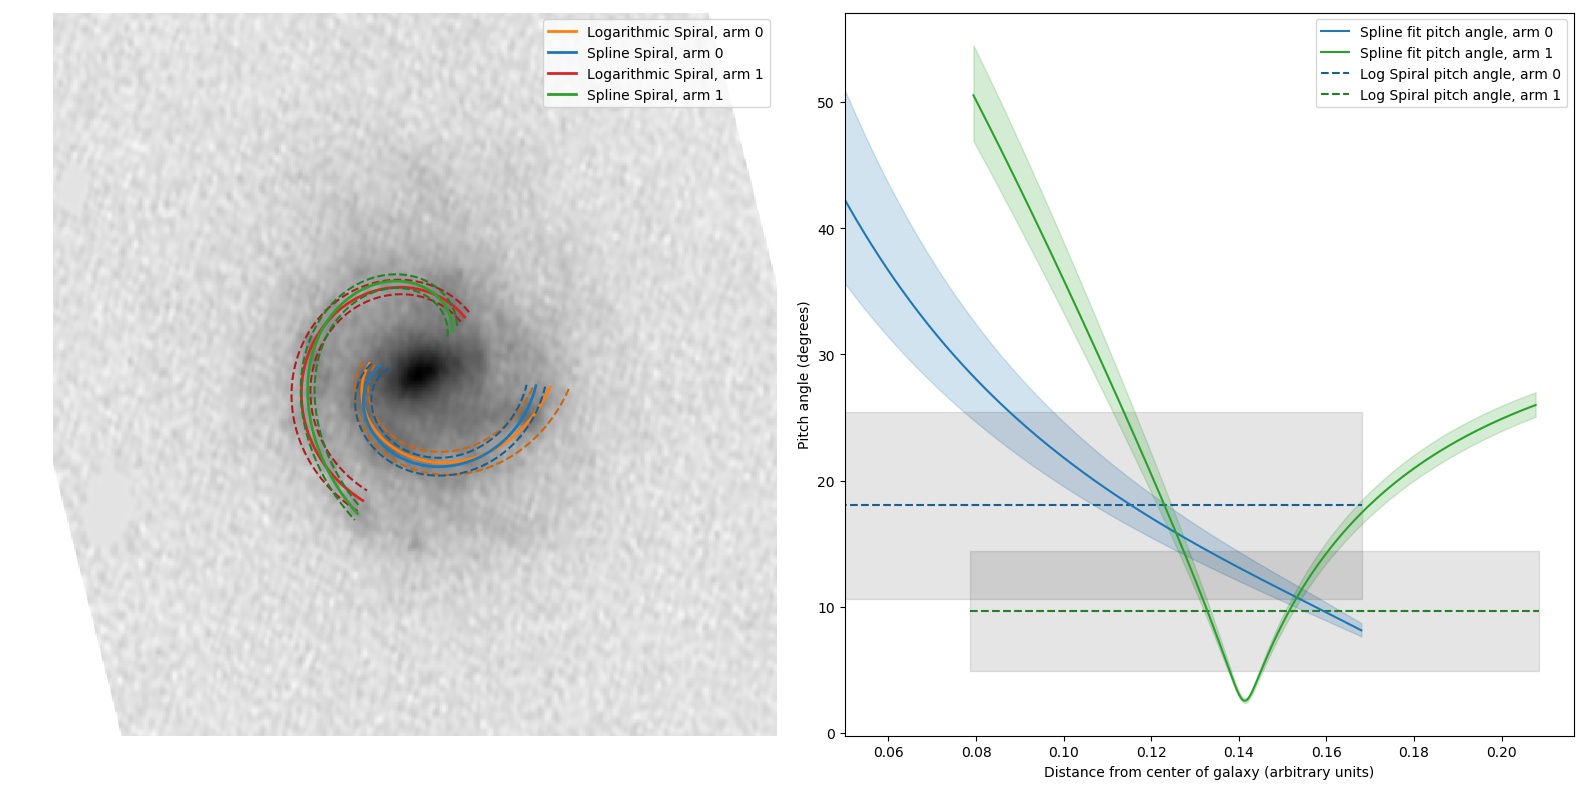 Logarithmic Spiral, arm 0
Spline Spiral, arm 0
Logarithmic Spiral, arm 1
Spline Spiral, arm 1
Spline fit pitch angle, arm 0
Spline fit pitch angle, arm 1
Log Spiral pitch angle, arm 0
Log Spiral pitch angle, arm 1
Pitch angle (degrees)
50
40
30
20
10
0
0.06 0.08 0.10 0.12 0.14 0.16 0.18 0.20
Distance from center of galaxy (arbitrary units)